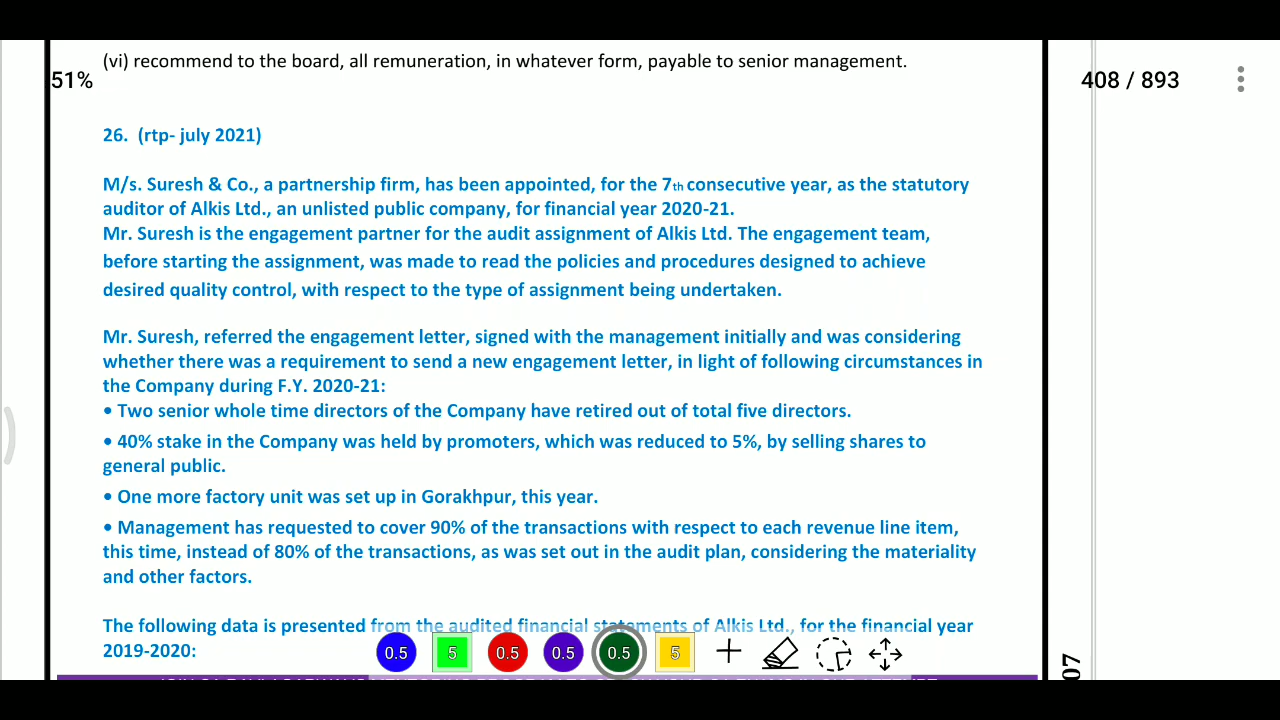 (vi) recommend to the board, all remuneration, in whatever form, payable to senior management.
51%
408 / 893
26. (rtp- july 2021)
M/s. Suresh & Co., a partnership firm, has been appointed, for the 7th consecutive year, as the statutory
auditor of Alkis Ltd., an unlisted public company, for financial year 2020-21.
Mr. Suresh is the engagement partner for the audit assignment of Alkis Ltd. The engagement team,
before starting the assignment, was made to read the policies and procedures designed to achieve
desired quality control, with respect to the type of assignment being undertaken.
Mr. Suresh, referred the engagement letter, signed with the management initially and was considering
whether there was a requirement to send a new engagement letter, in light of following circumstances in
the Company during F.Y. 2020-21:
• Two senior whole time directors of the Company have retired out of total five directors.
• 40% stake in the Company was held by promoters, which was reduced to 5%, by selling shares to
general public.
• One more factory unit was set up in Gorakhpur, this year.
• Management has requested to cover 90% of the transactions with respect to each revenue line item,
this time, instead of 80% of the transactions, as was set out in the audit plan, considering the materiality
and other factors.
The following data is presented from the audited financial statements of Alkis Ltd., for the financial year
2019-2020:
0.5 5 0.5 0.5 0.5 5
07